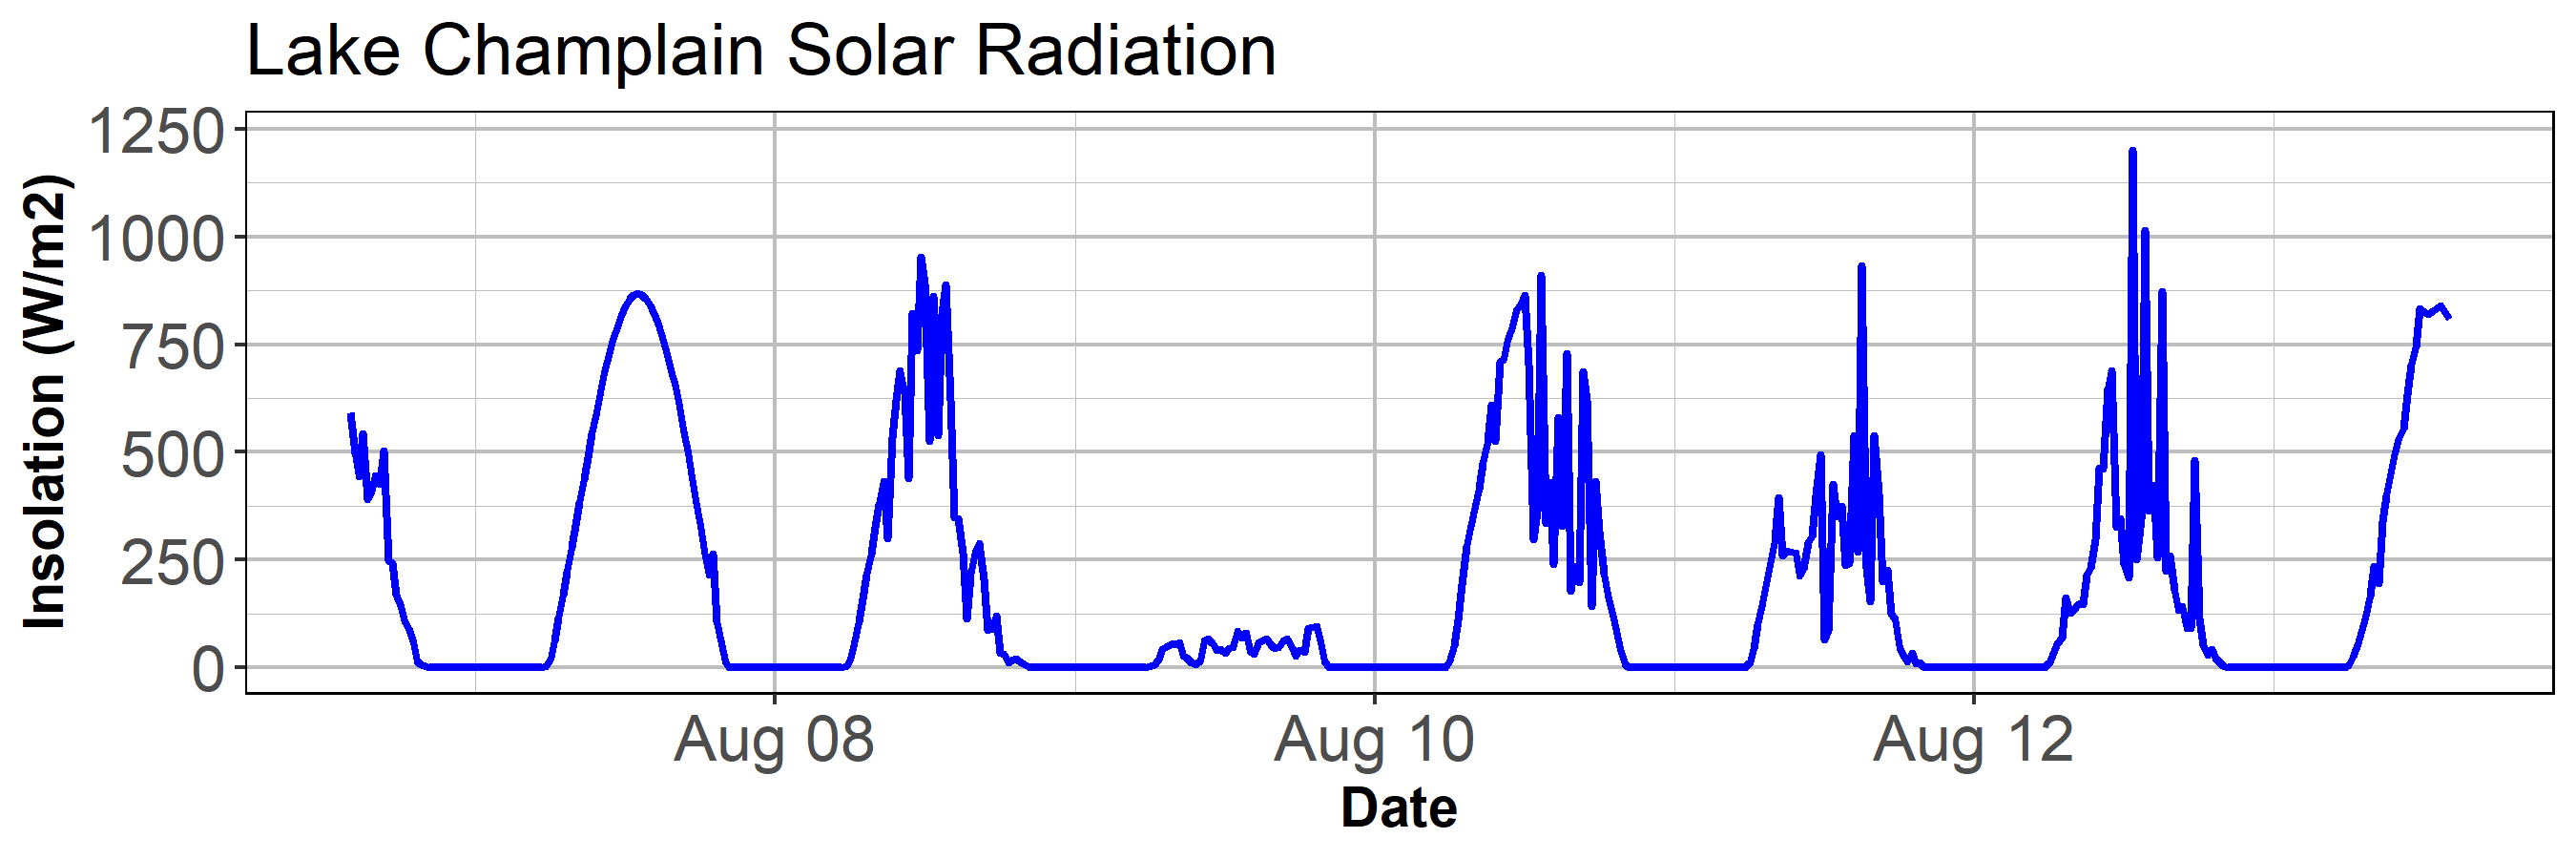 Lake Champlain Solar Radiation
Insolation (W/m2)
1250
1000
750
500
250
0
Aug 08
Aug 10
Aug 12
Date